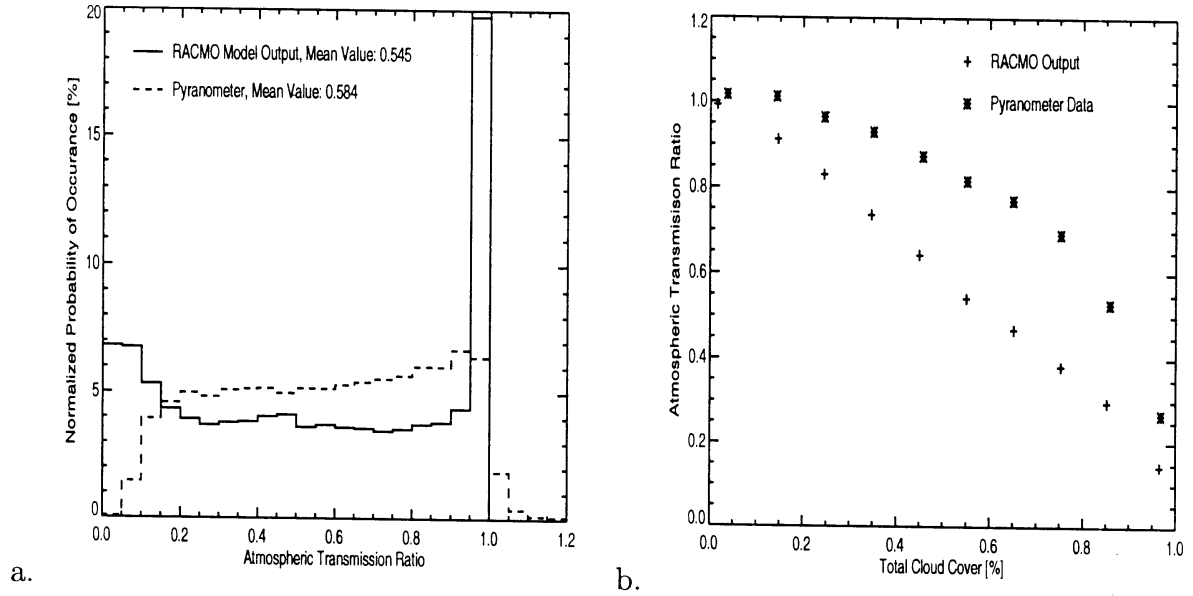 20
15
10
5
0
Normalized Probability of Occurance [%]
RACMO Model Output, Mean Value: 0.545
Pyranometer, Mean Value: 0.584
0.0 0.2 0.4 0.6 0.8 1.0 1.2
Atmospheric Transmission Ratio
a.
1.2
1.0
0.8
0.6
0.4
0.2
0.0
Atmospheric Transmisison Ratio
RACMO Output
Pyranometer Data
0.0 0.2 0.4 0.6 0.8 1.0
Total Cloud Cover [%]
b.